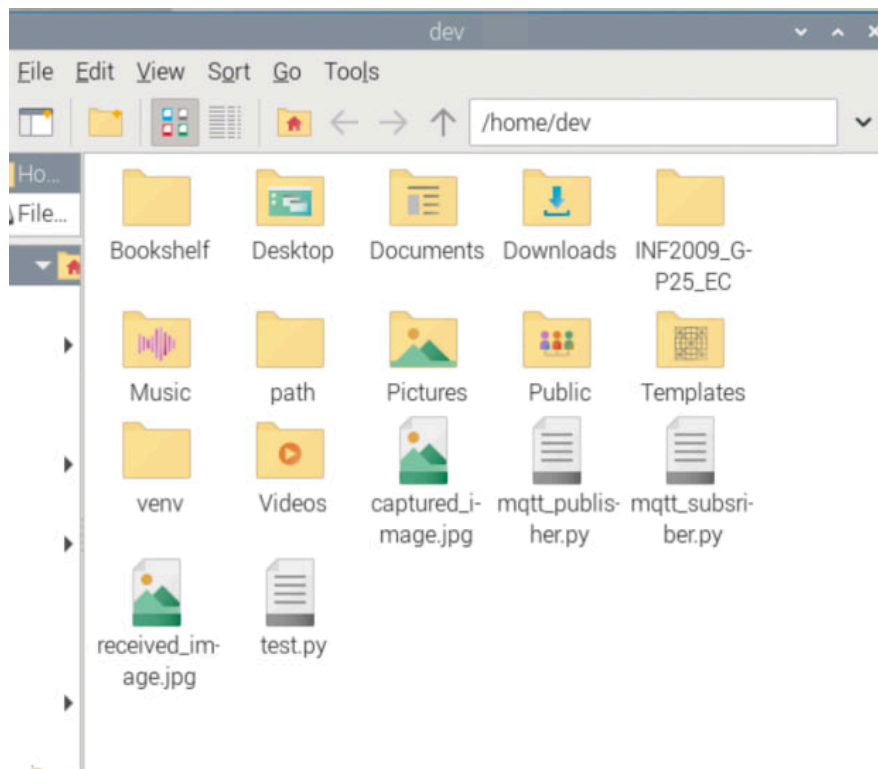 dev
File Edit View Sort Go Tools
/home/dev
Ho...
File...
Bookshelf Desktop Documents Downloads INF2009_G-
P25_EC
Music path Pictures Public Templates
venv Videos captured_i- mqtt_publis- mqtt_subsri-
mage.jpg her.py ber.py
received_im- test.py
age.jpg